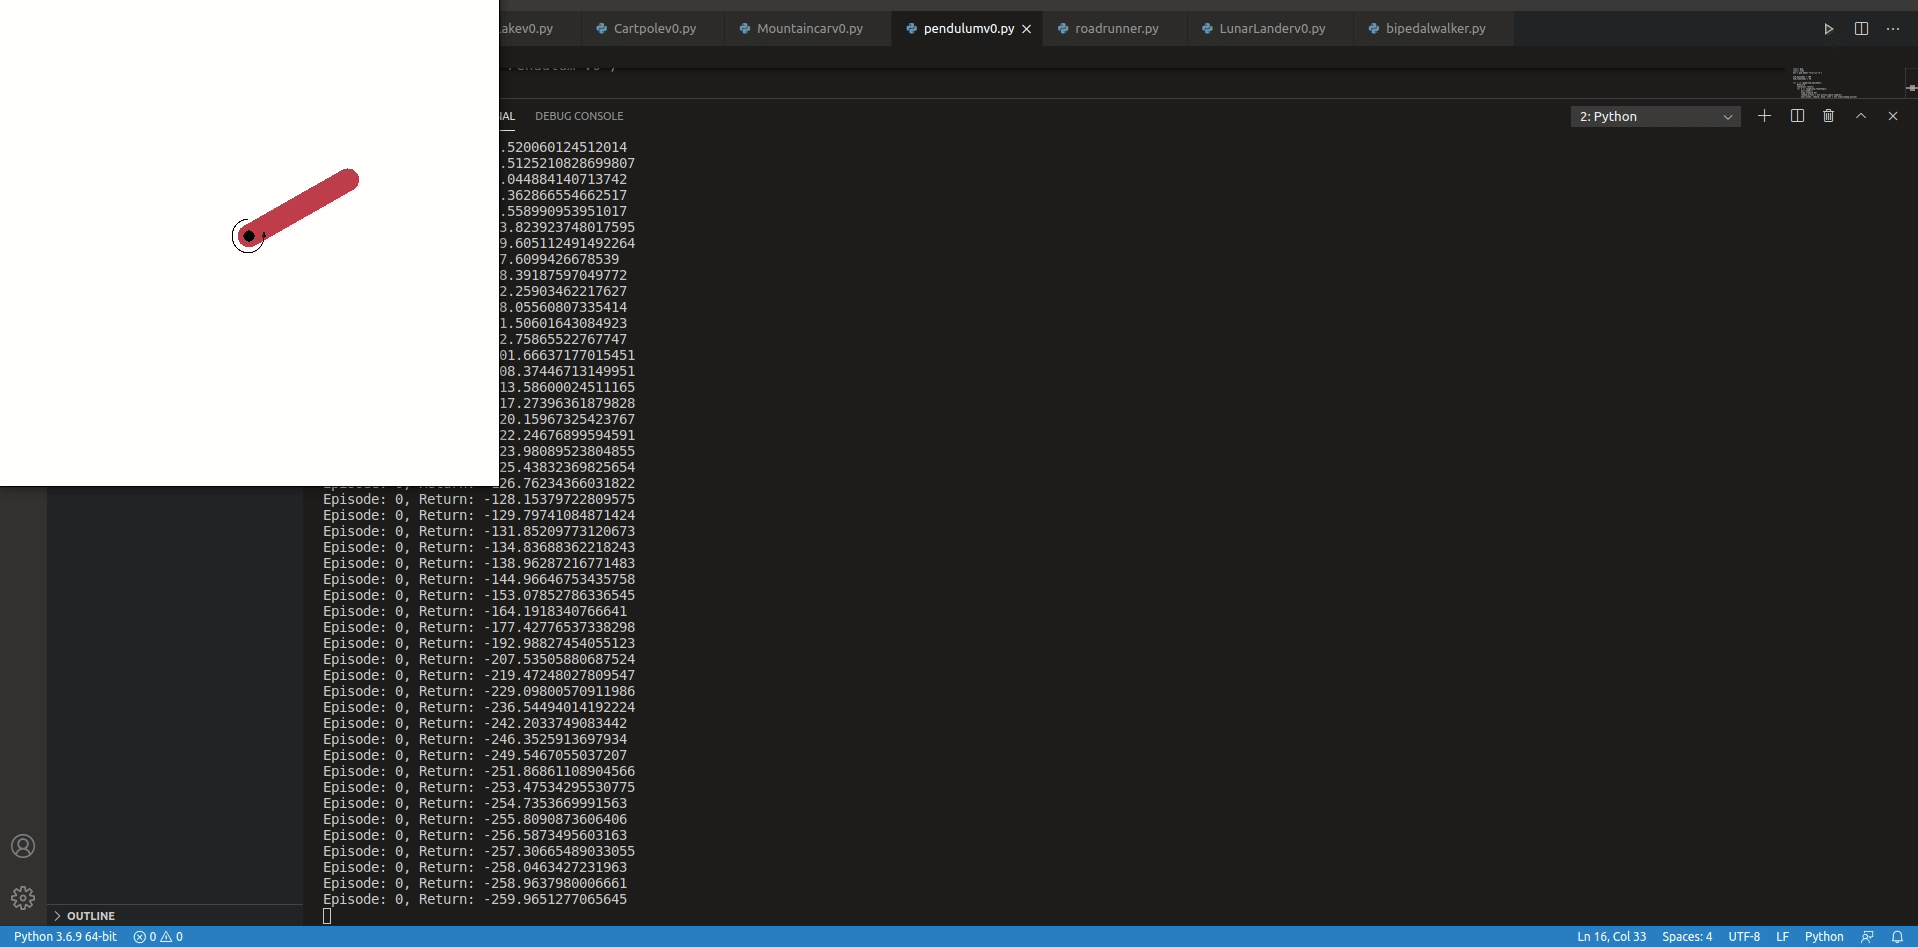 akev0.py Cartpolev0.py Mountaincarv0.py pendulumv0.py roadrunner.py LunarLanderv0.py bipedalwalker.py
AL DEBUG CONSOLE 2: Python
.520060124512014
.5125210828699807
.044884140713742
.362866554662517
.558990953951017
3.823923748017595
9.605112491492264
7.6099426678539
8.39187597049772
2.25903462217627
8.05560807335414
1.50601643084923
2.75865522767747
01.66637177015451
08.37446713149951
13.58600024511165
17.27396361879828
20.15967325423767
22.24676899594591
23.98089523804855
25.43832369825654
26.76234366031822
Episode: 0, Return: -128.15379722809575
Episode: 0, Return: -129.79741084871424
Episode: 0, Return: -131.85209773120673
Episode: 0, Return: -134.83688362218243
Episode: 0, Return: -138.96287216771483
Episode: 0, Return: -144.96646753435758
Episode: 0, Return: -153.07852786336545
Episode: 0, Return: -164.1918340766641
Episode: 0, Return: -177.42776537338298
Episode: 0, Return: -192.98827454055123
Episode: 0, Return: -207.53505880687524
Episode: 0, Return: -219.47248027809547
Episode: 0, Return: -229.09800570911986
Episode: 0, Return: -236.54494014192224
Episode: 0, Return: -242.2033749083442
Episode: 0, Return: -246.3525913697934
Episode: 0, Return: -249.5467055037207
Episode: 0, Return: -251.86861108904566
Episode: 0, Return: -253.47534295530775
Episode: 0, Return: -254.7353669991563
Episode: 0, Return: -255.8090873606406
Episode: 0, Return: -256.5873495603163
Episode: 0, Return: -257.30665489033055
Episode: 0, Return: -258.0463427231963
Episode: 0, Return: -258.9637980006661
Episode: 0, Return: -259.9651277065645
OUTLINE
Python 3.6.9 64-bit 0 0 Ln 16, Col 33 Spaces: 4 UTF-8 LF Python